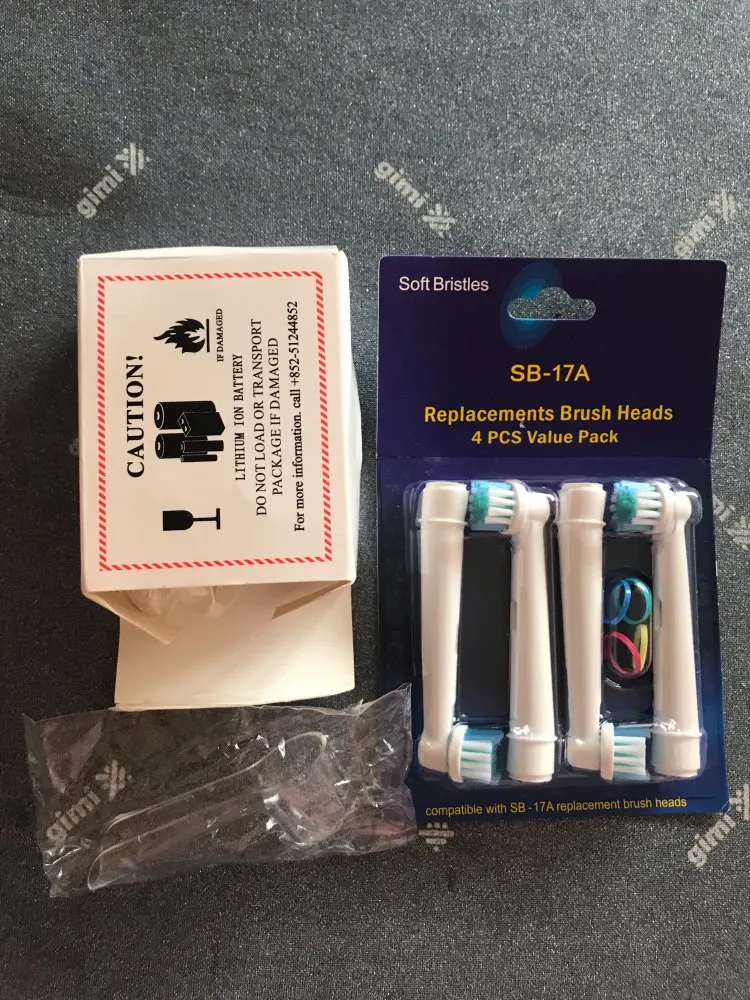 gimi
gimi
gimi
CAUTION!
IF DAMAGED
LITHIUM ION BATTERY
DO NOT LOAD OR TRANSPORT
PACKAGE IF DAMAGED
For more information. call +852-51244852
Soft Bristles
SB-17A
Replacements Brush Heads
4 PCS Value Pack
compatible with SB-17A replacement brush heads
gimi
gimi